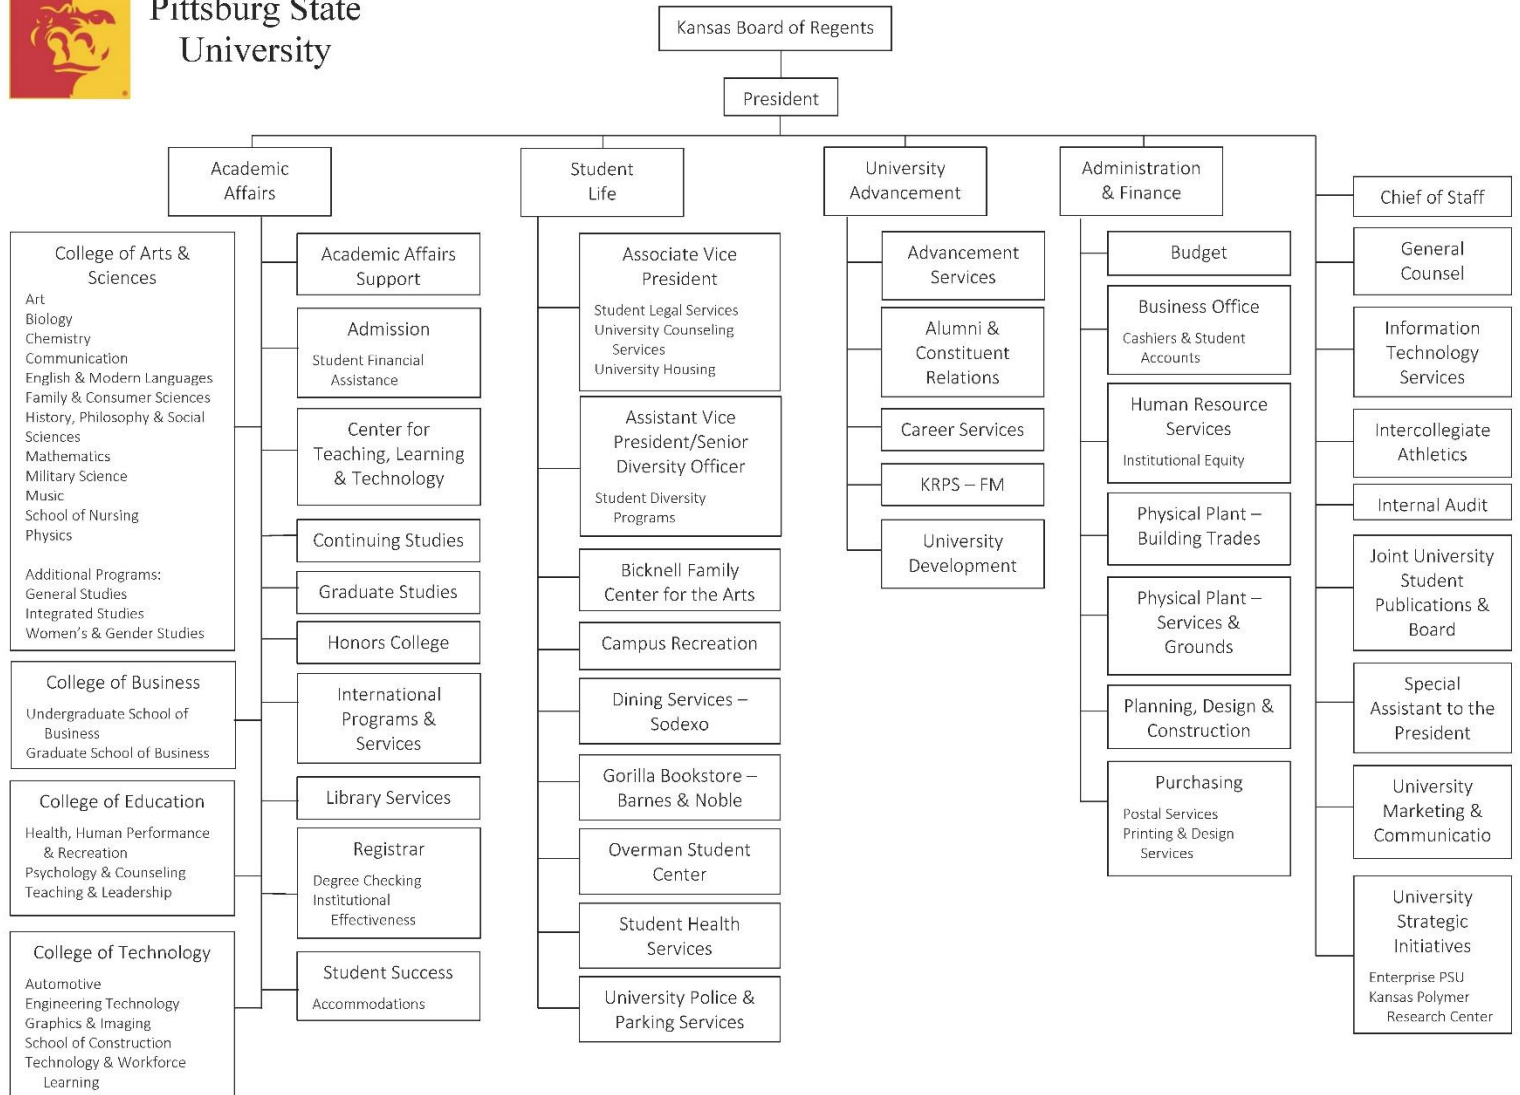 Pittsburg State
University
Kansas Board of Regents
President
Academic
Affairs
College of Arts &
Sciences
Art
Biology
Chemistry
Communication
English & Modern Languages
Family & Consumer Sciences
History, Philosophy & Social
Sciences
Mathematics
Military Science
Music
School of Nursing
Physics
Additional Programs:
General Studies
Integrated Studies
Women's & Gender Studies
College of Business
Undergraduate School of
Business
Graduate School of Business
College of Education
Health, Human Performance
& Recreation
Psychology & Counseling
Teaching & Leadership
College of Technology
Automotive
Engineering Technology
Graphics & Imaging
School of Construction
Technology & Workforce
Learning
Academic Affairs
Support
Admission
Student Financial
Assistance
Center for
Teaching, Learning
& Technology
Continuing Studies
Graduate Studies
Honors College
International
Programs &
Services
Library Services
Registrar
Degree Checking
Institutional
Effectiveness
Student Success
Accommodations
Student
Life
Associate Vice
President
Student Legal Services
University Counseling
Services
University Housing
Assistant Vice
President/Senior
Diversity Officer
Student Diversity
Programs
Bicknell Family
Center for the Arts
Campus Recreation
Dining Services –
Sodexo
Gorilla Bookstore –
Barnes & Noble
Overman Student
Center
Student Health
Services
University Police &
Parking Services
University
Advancement
Advancement
Services
Alumni &
Constituent
Relations
Career Services
KRPS – FM
University
Development
Administration
& Finance
Budget
Business Office
Cashiers & Student
Accounts
Human Resource
Services
Institutional Equity
Physical Plant –
Building Trades
Physical Plant –
Services &
Grounds
Planning, Design &
Construction
Purchasing
Postal Services
Printing & Design
Services
Chief of Staff
General
Counsel
Information
Technology
Services
Intercollegiate
Athletics
Internal Audit
Joint University
Student
Publications &
Board
Special
Assistant to the
President
University
Marketing &
Communicatio
University
Strategic
Initiatives
Enterprise PSU
Kansas Polymer
Research Center